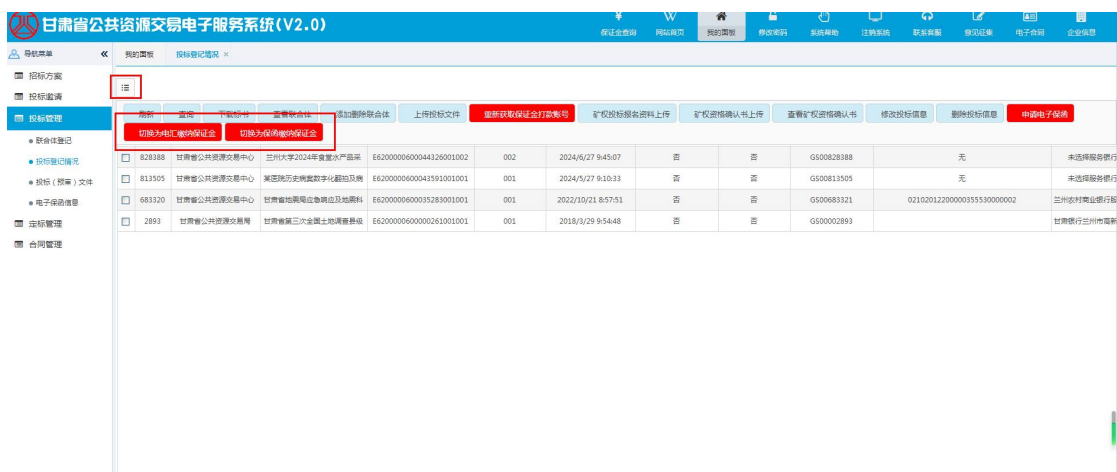 甘肃省公共资源交易电子服务系统(V2.0)
保证金查询 网站首页 我的面板 修改密码 系统帮助 注销系统 联系客服 意见征集 电子合同 企业信息
导航菜单 « 我的面板 投标登记情况 ×
招标方案
投标邀请
投标管理
联合体登记
投标登记情况
投标（预审）文件
电子保函信息
定标管理
合同管理
刷新 查询 下载标书 查看联合体 添加删除联合体 上传投标文件 重新获取保证金打款账号 矿权投标报名资料上传 矿权资格确认书上传 查看矿权资格确认书 修改投标信息 删除投标信息 申请电子保函
切换为电汇缴纳保证金 切换为保函缴纳保证金
828388 甘肃省公共资源交易中心 兰州大学2024年食堂水产品采 E6200000600044326001002 002 2024/6/27 9:45:07 否 否 GS00828388 无 未选择服务银行
813505 甘肃省公共资源交易中心 某医院历史病案数字化翻拍及病 E6200000600043591001001 001 2024/5/27 9:10:33 否 否 GS00813505 无 未选择服务银行
683320 甘肃省公共资源交易中心 甘肃省地震局应急响应及地震科 E6200000600035283001001 001 2022/10/21 8:57:51 否 否 GS00683321 兰州农村商业银行股
2893 甘肃省公共资源交易局 甘肃省第三次全国土地调查县级 E6200000600000261001001 001 2018/3/29 9:54:48 否 否 GS00002893 甘肃银行兰州市高新